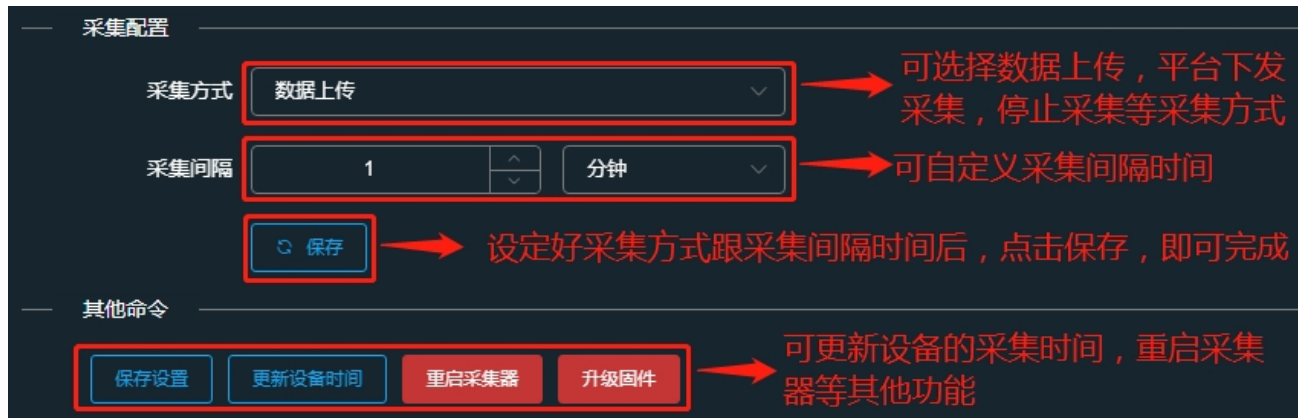 采集配置
采集方式
数据上传
可选择数据上传，平台下发
采集，停止采集等采集方式
采集间隔
1
分钟
可自定义采集间隔时间
保存
设定好采集方式跟采集间隔时间后，点击保存，即可完成
其他命令
保存设置
更新设备时间
重启采集器
升级固件
可更新设备的采集时间，重启采集
器等其他功能